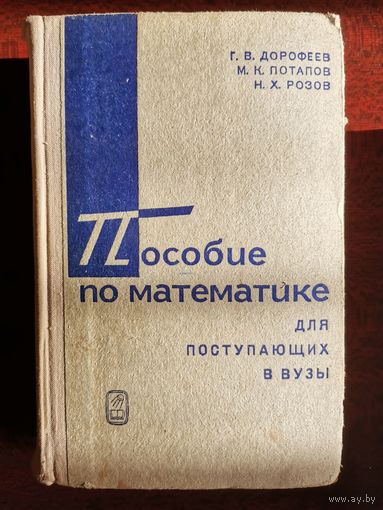 Г. В. ДОРОФЕЕВ
М. К. ПОТАПОВ
Н. Х. РОЗОВ
Пособие
по математике
ДЛЯ
ПОСТУПАЮЩИХ
В ВУЗЫ
www.ay.by